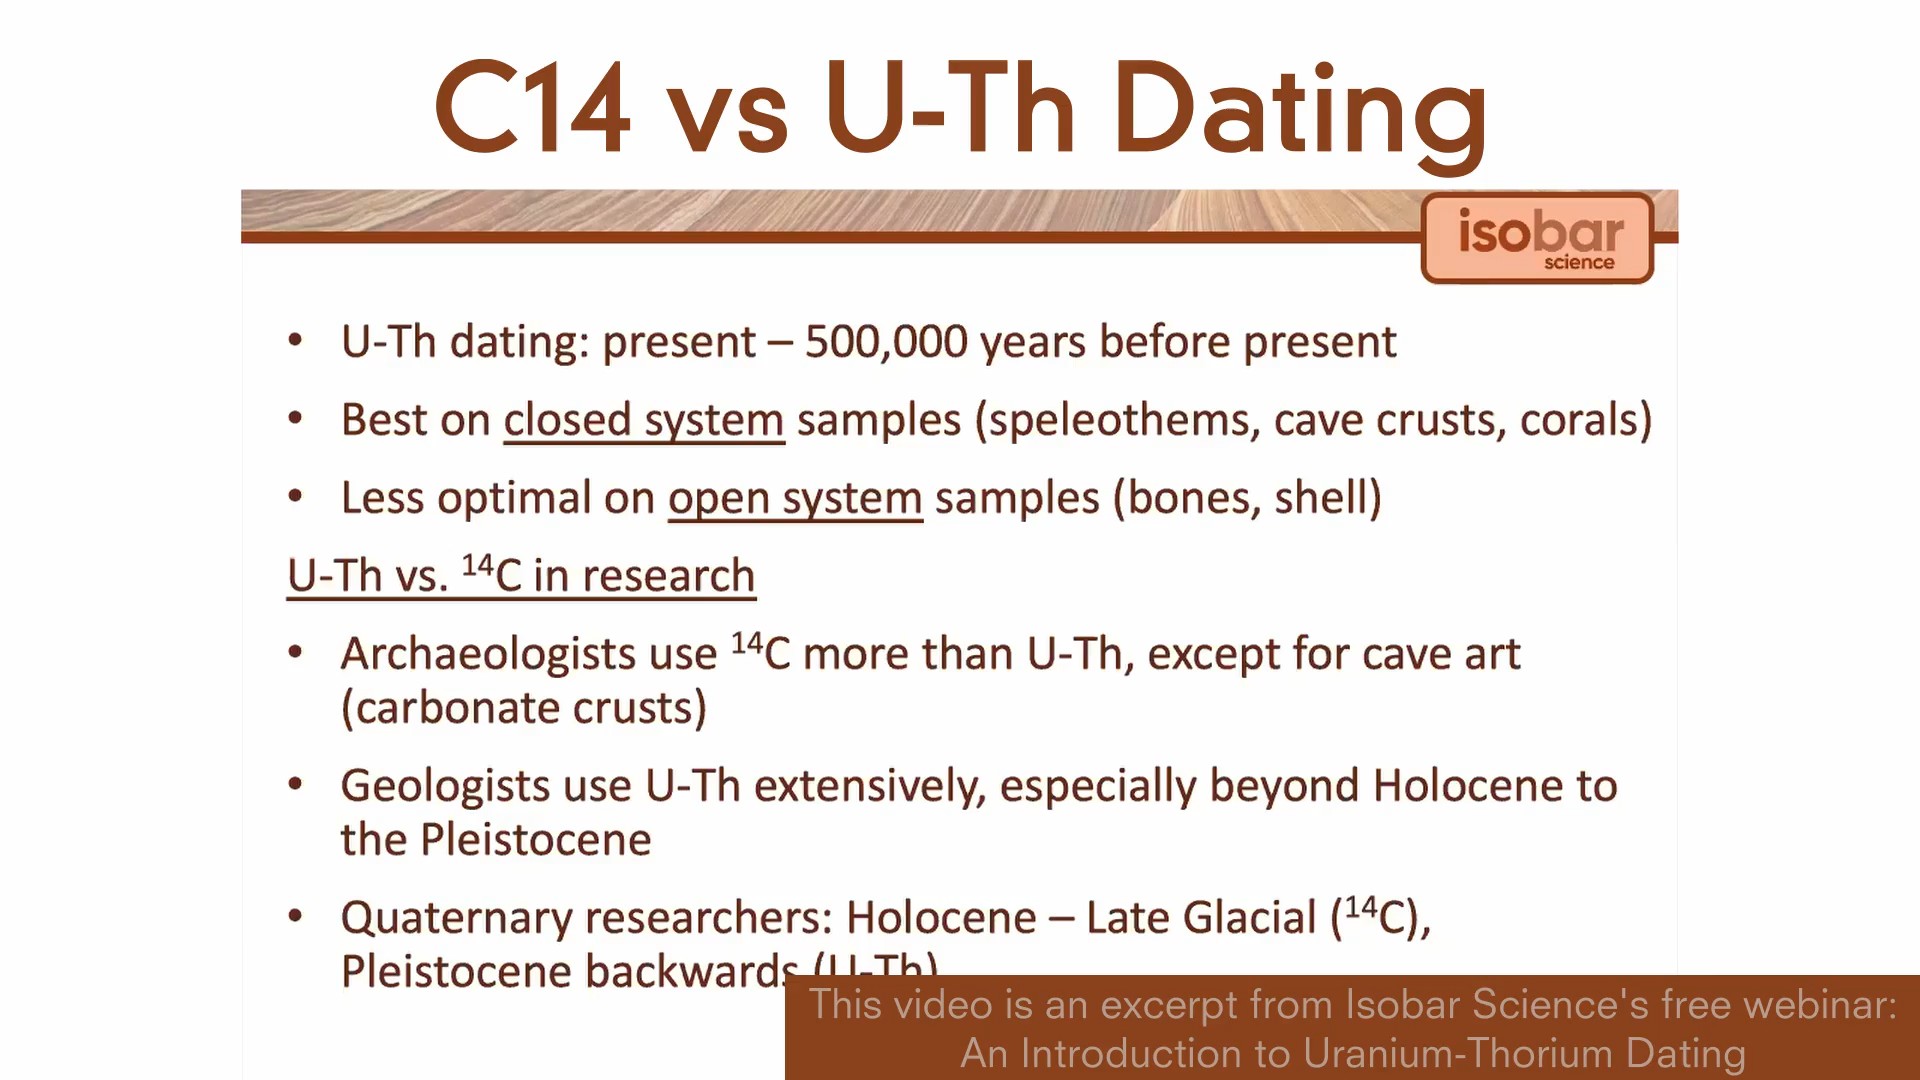 C14 vs U-Th Dating
isobar
science
• U-Th dating: present – 500,000 years before present
• Best on closed system samples (speleothems, cave crusts, corals)
• Less optimal on open system samples (bones, shell)
U-Th vs. ¹⁴C in research
• Archaeologists use ¹⁴C more than U-Th, except for cave art
(carbonate crusts)
• Geologists use U-Th extensively, especially beyond Holocene to
the Pleistocene
• Quaternary researchers: Holocene – Late Glacial (¹⁴C),
Pleistocene backwards (U-Th)
This video is an excerpt from Isobar Science's free webinar:
An Introduction to Uranium-Thorium Dating